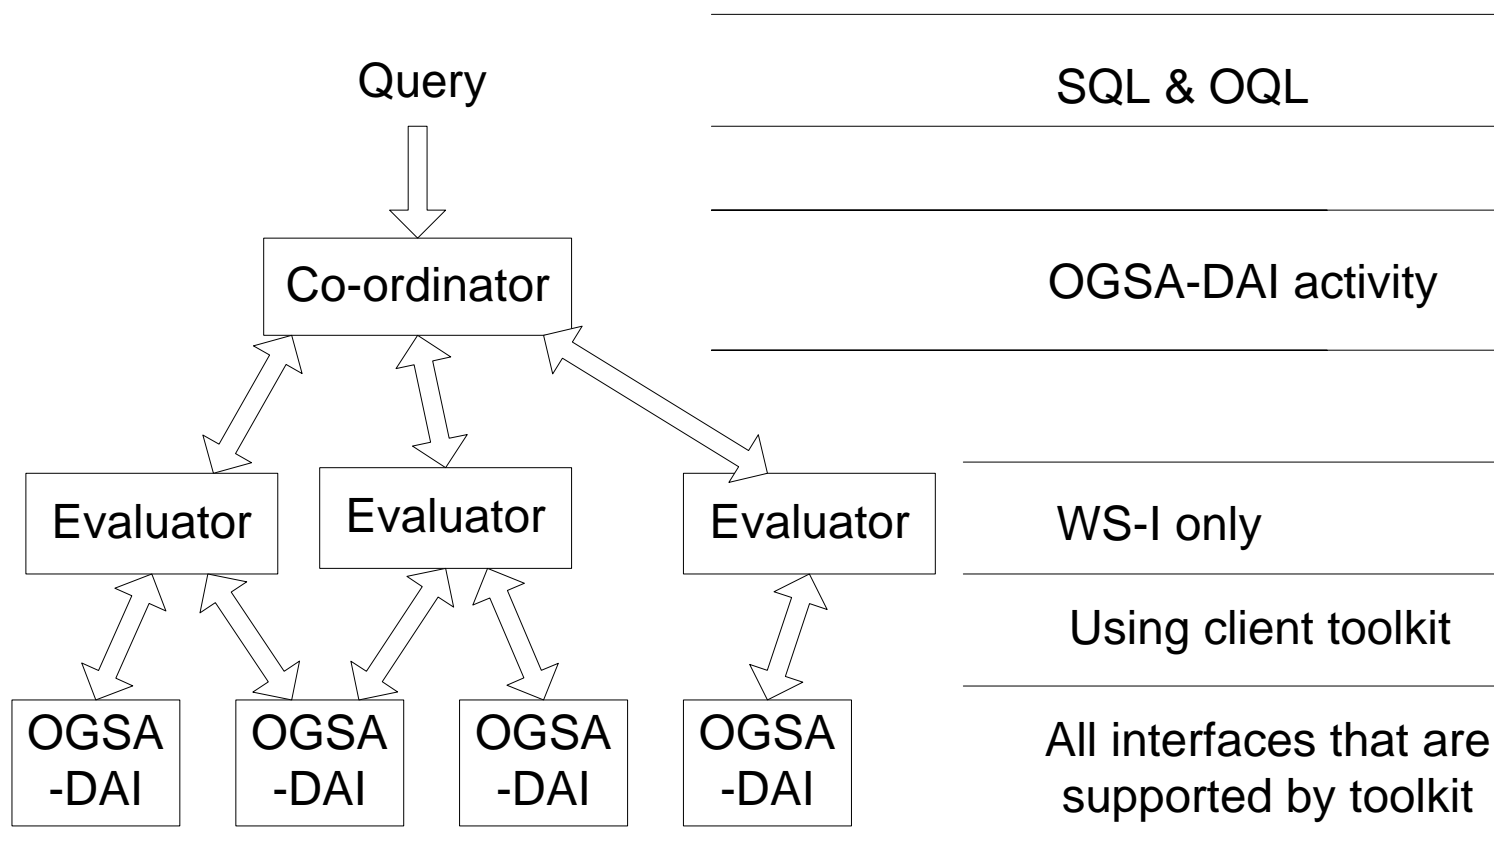 Query
SQL & OQL
Co-ordinator
OGSA-DAI activity
Evaluator
Evaluator
Evaluator
WS-I only
Using client toolkit
OGSA
-DAI
OGSA
-DAI
OGSA
-DAI
OGSA
-DAI
All interfaces that are
supported by toolkit